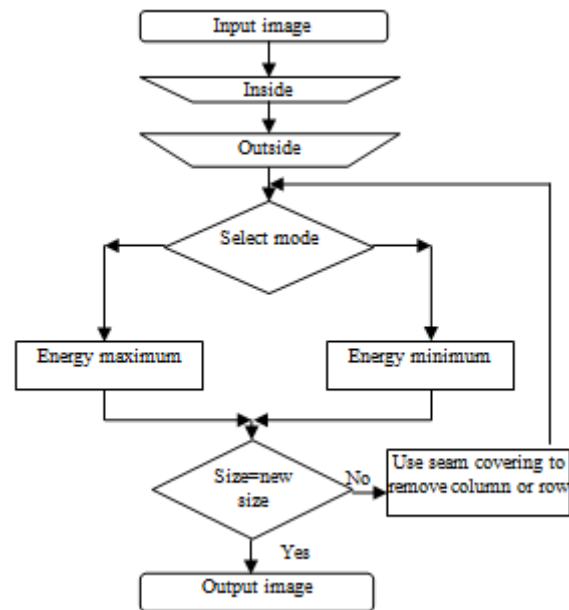 Input image
Inside
Outside
Select mode
Energy maximum
Energy minimum
Size=new
size
No
Use seam covering to
remove column or row
Yes
Output image